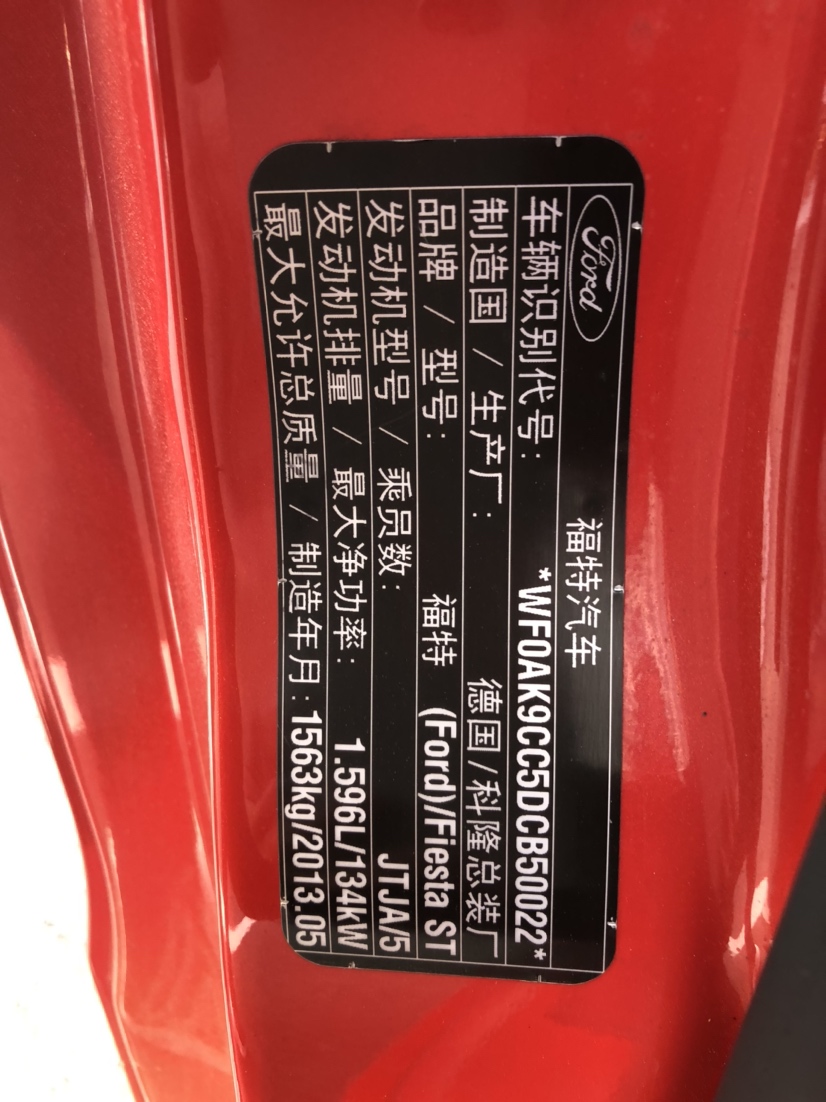 Ford
福特汽车
车辆识别代号: *WF0AK9CC5DCB50022*
制造国 / 生产厂: 德国/科隆总装厂
品牌 / 型号: 福特 (Ford)/Fiesta ST
发动机型号 / 乘员数: JTJA/5
发动机排量 / 最大净功率: 1.596L/134kW
最大允许总质量 / 制造年月: 1563kg/2013.05